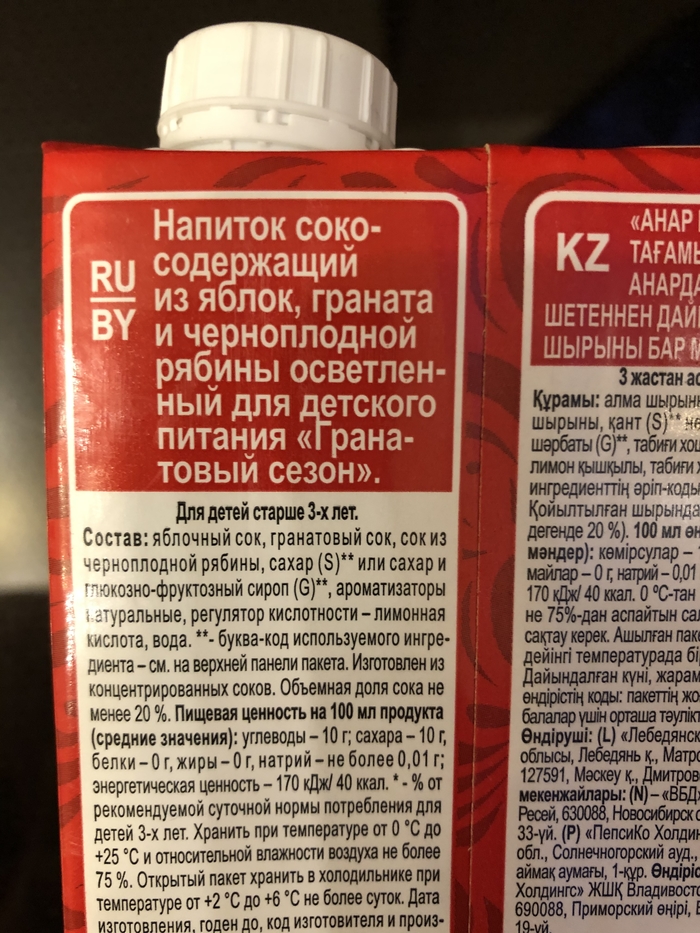 RU
BY
Напиток соко-
содержащий
из яблок, граната
и черноплодной
рябины осветлен-
ный для детского
питания «Грана-
товый сезон».
Для детей старше 3-х лет.
Состав: яблочный сок, гранатовый сок, сок из
черноплодной рябины, сахар (S)** или сахар и
глюкозно-фруктозный сироп (G)**, ароматизаторы
натуральные, регулятор кислотности – лимонная
кислота, вода. **- буква-код используемого ингре-
диента – см. на верхней панели пакета. Изготовлен из
концентрированных соков. Объемная доля сока не
менее 20 %. Пищевая ценность на 100 мл продукта
(средние значения): углеводы – 10 г; сахара – 10 г,
белки – 0 г, жиры – 0 г, натрий – не более 0,01 г;
энергетическая ценность – 170 кДж/ 40 ккал. * - % от
рекомендуемой суточной нормы потребления для
детей 3-х лет. Хранить при температуре от 0 °С до
+25 °С и относительной влажности воздуха не более
75 %. Открытый пакет хранить в холодильнике при
температуре от +2 °С до +6 °С не более суток. Дата
изготовления, годен до, код изготовителя и произ-
KZ
«АНАР
ТАҒАМЫ
АНАРДА
ШЕТЕННЕН ДАЙ
ШЫРЫНЫ БАР
3 жастан ас
Құрамы: алма шырын
шырыны, қант (S)** не
шәрбаты (G)**, табиғи хош
лимон қышқылы, табиғи
ингредиенттің әріп-коды
Қойылтылған шырында
дегенде 20 %). 100 мл өн
мәндер): көмірсулар –
майлар – 0 г, натрий – 0,01
170 кДж/ 40 ккал. 0 °С-тан
не 75%-дан аспайтын сал
сақтау керек. Ашылған пак
дейінгі температурада бі
Дайындалған күні, жарам
өндірістің коды: пакеттің жо
балалар үшін орташа тәулік
Өндіруші: (L) «Лебедянск
облысы, Лебедянь қ., Матро
127591, Мәскеу қ., Дмитров
мекенжайлары: (N) – «ВБД»
Ресей, 630088, Новосибирск
33-үй. (P) «ПепсиКо Холдин
обл., Солнечногорский ауд.,
аймақ аумағы, 1-құр. Өндіріс
Холдингс» ЖШҚ Владивосто
690088, Приморский өңірі,
19-үй.